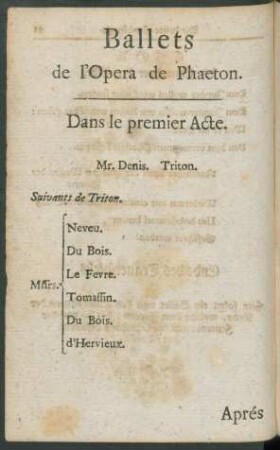 Ballets
de l'Opera de Phaeton.
Dans le premier Acte.
Mr. Denis. Triton.
Suivants de Triton.
Neveu.
Du Bois.
Le Fevre.
Mssrs. Tomassin.
Du Bois.
d'Hervieux.
Aprés